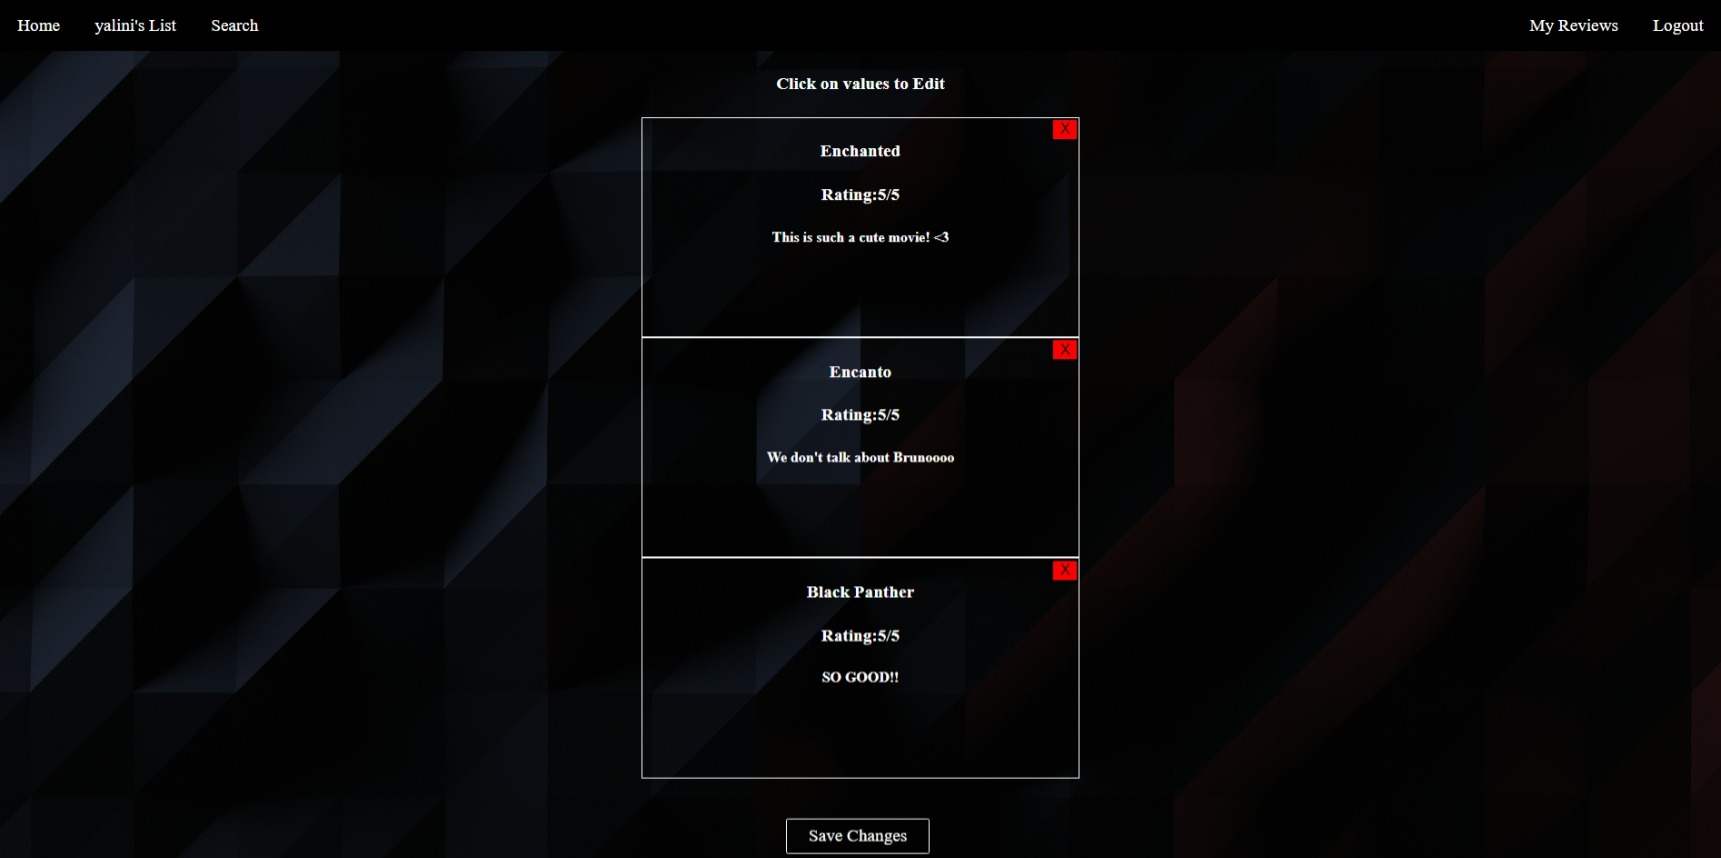 Home yalini's List Search My Reviews Logout
Click on values to Edit
X
Enchanted
Rating:5/5
This is such a cute movie! <3
X
Encanto
Rating:5/5
We don't talk about Brunoooo
X
Black Panther
Rating:5/5
SO GOOD!!
Save Changes